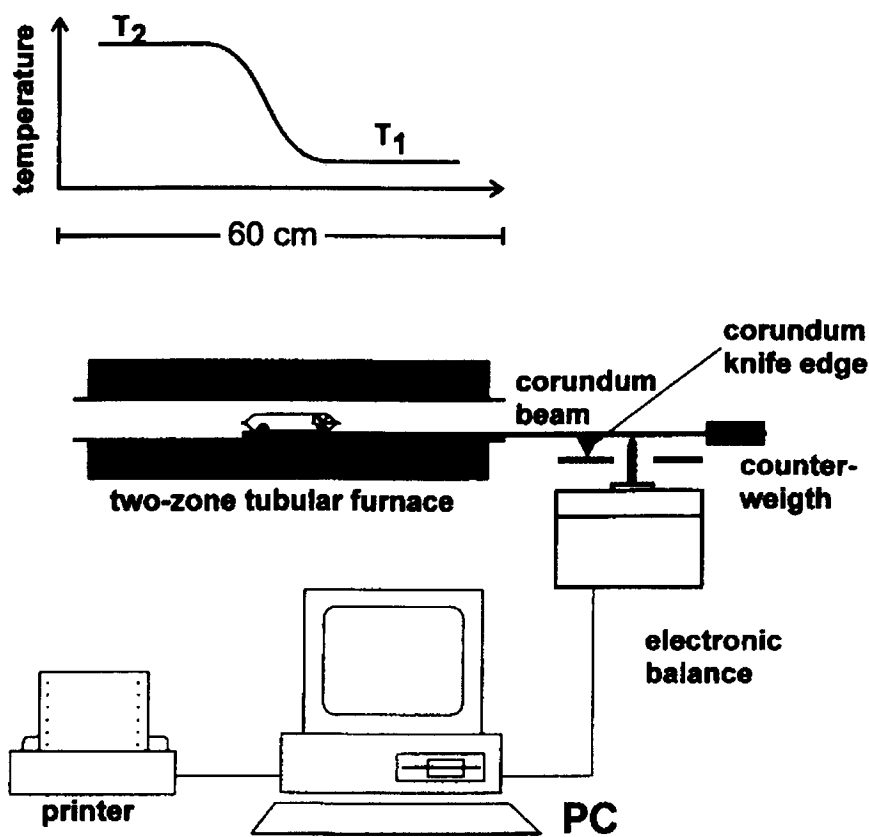 temperature
T2
T1
60 cm
corundum
knife edge
corundum
beam
counter-
weigth
two-zone tubular furnace
electronic
balance
printer
PC